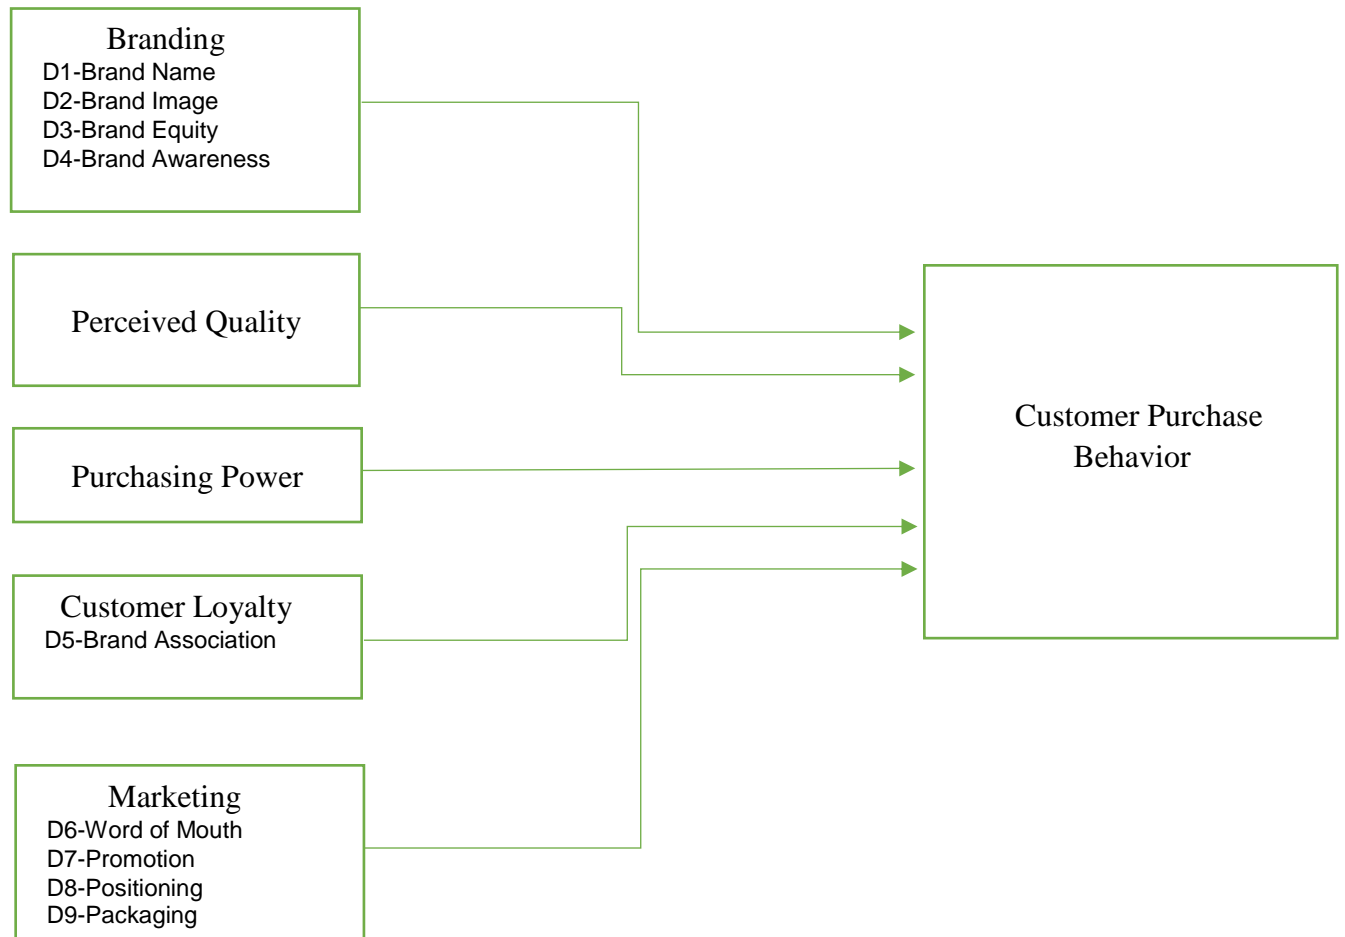 Branding
D1-Brand Name
D2-Brand Image
D3-Brand Equity
D4-Brand Awareness
Perceived Quality
Purchasing Power
Customer Loyalty
D5-Brand Association
Marketing
D6-Word of Mouth
D7-Promotion
D8-Positioning
D9-Packaging
Customer Purchase
Behavior